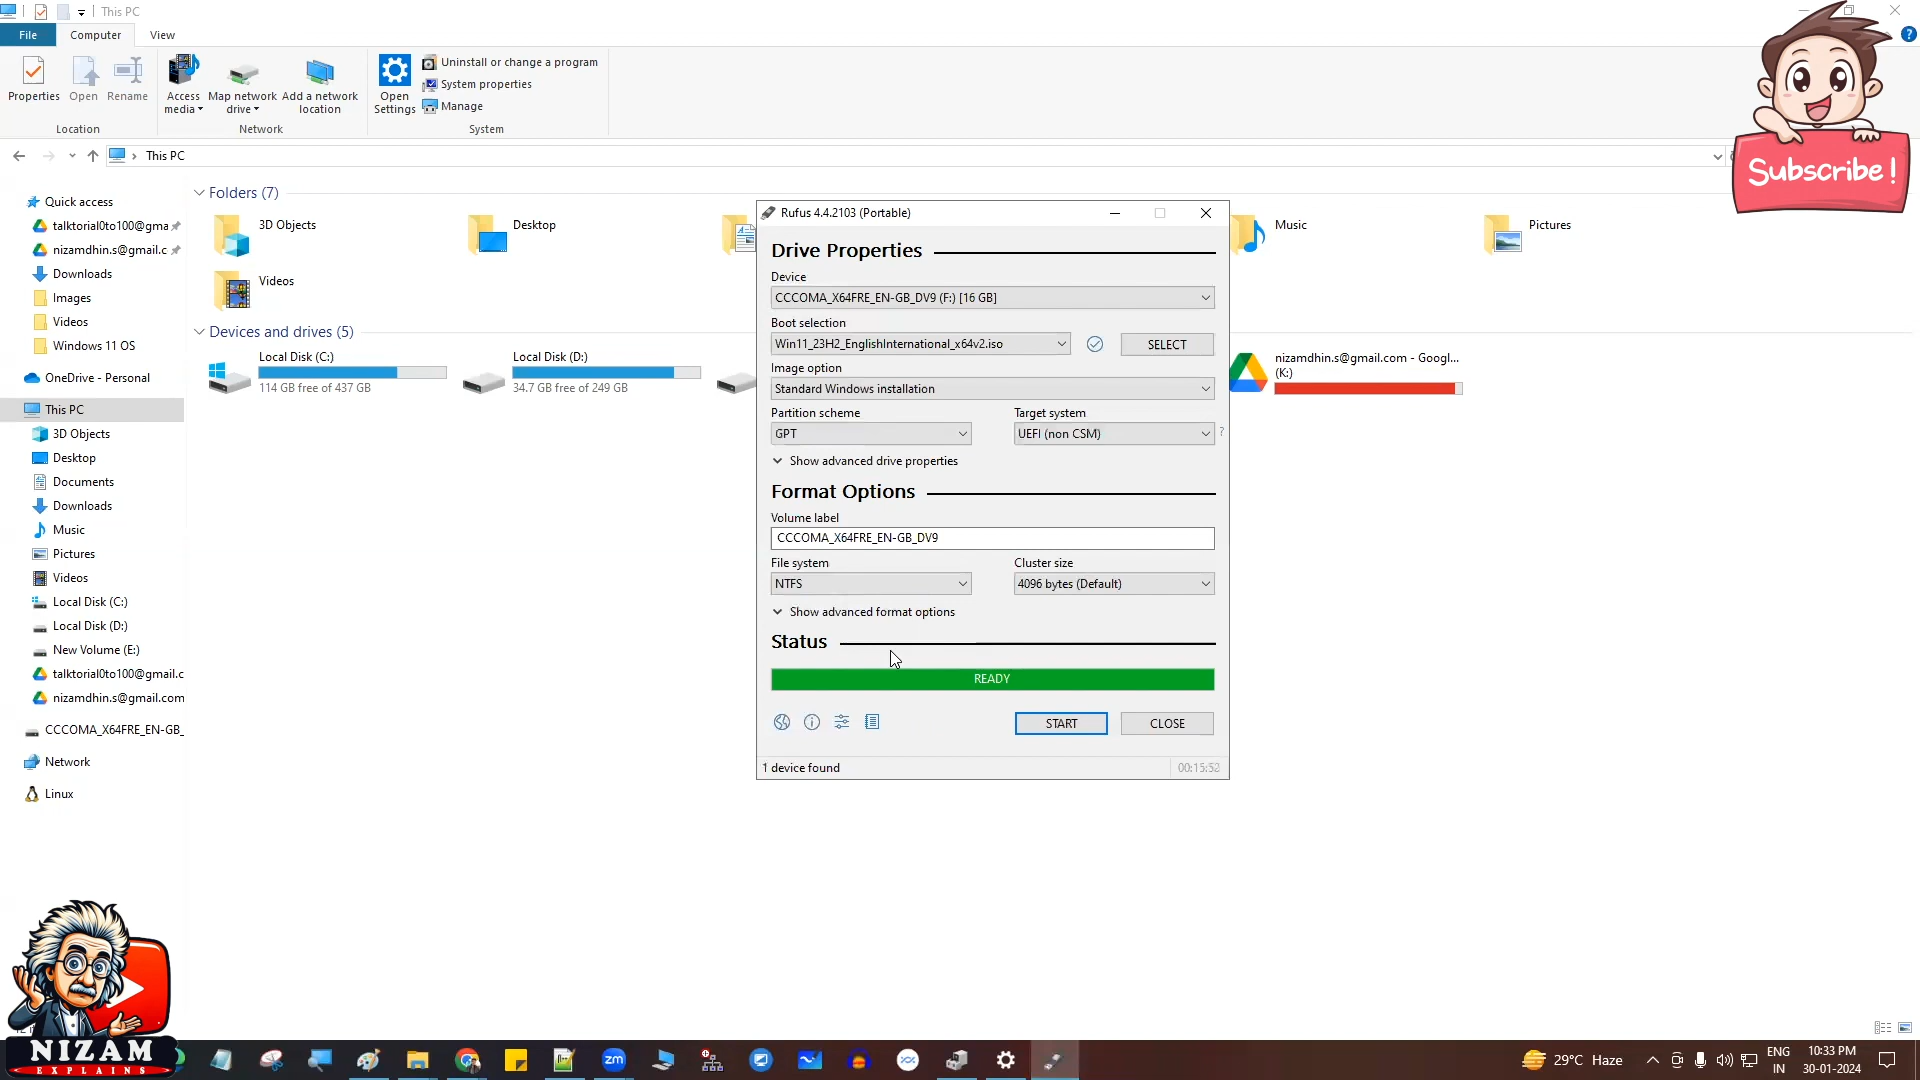 This PC
File
Computer
View
Properties
Open
Rename
Access media
Map network drive
Add a network location
Open Settings
Uninstall or change a program
System properties
Manage
Location
Network
System
This PC
Subscribe !
Quick access
talktorial0to100@gma
nizamdhin.s@gmail.c
Downloads
Images
Videos
Windows 11 OS
OneDrive - Personal
This PC
3D Objects
Desktop
Documents
Downloads
Music
Pictures
Videos
Local Disk (C:)
Local Disk (D:)
New Volume (E:)
talktorial0to100@gmail.c
nizamdhin.s@gmail.com
CCCOMA_X64FRE_EN-GB_
Network
Linux
Folders (7)
3D Objects
Desktop
Music
Pictures
Videos
Devices and drives (5)
Local Disk (C:)
114 GB free of 437 GB
Local Disk (D:)
34.7 GB free of 249 GB
nizamdhin.s@gmail.com - Googl...
(K:)
Rufus 4.4.2103 (Portable)
Drive Properties
Device
CCCOMA_X64FRE_EN-GB_DV9 (F:) [16 GB]
Boot selection
Win11_23H2_EnglishInternational_x64v2.iso
SELECT
Image option
Standard Windows installation
Partition scheme
Target system
GPT
UEFI (non CSM)
?
Show advanced drive properties
Format Options
Volume label
CCCOMA_X64FRE_EN-GB_DV9
File system
Cluster size
NTFS
4096 bytes (Default)
Show advanced format options
Status
READY
START
CLOSE
1 device found
NIZAM
EXPLAINS
zm
29°C Haze
ENG
IN
10:33 PM
30-01-2024